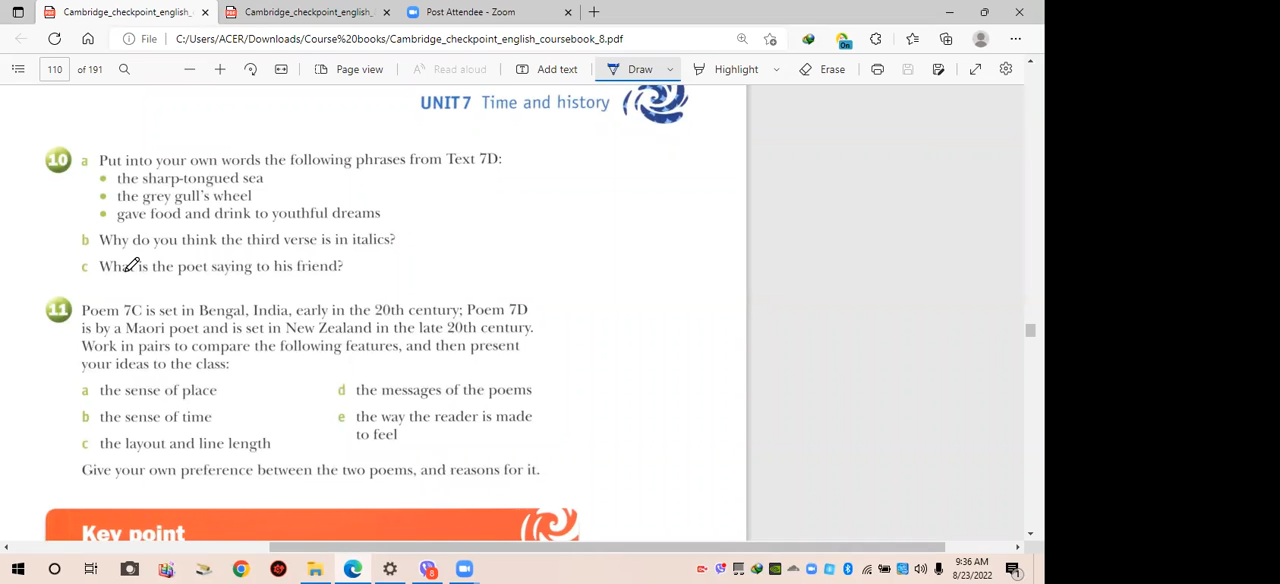 Cambridge_checkpoint_english_
Cambridge_checkpoint_english_
Post Attendee - Zoom
File
C:/Users/ACER/Downloads/Course%20books/Cambridge_checkpoint_english_coursebook_8.pdf
On
110 of 191
Page view
Read aloud
Add text
Draw
Highlight
Erase
UNIT 7 Time and history
10 a Put into your own words the following phrases from Text 7D:
• the sharp-tongued sea
• the grey gull's wheel
• gave food and drink to youthful dreams
b Why do you think the third verse is in italics?
c What is the poet saying to his friend?
11 Poem 7C is set in Bengal, India, early in the 20th century; Poem 7D
is by a Maori poet and is set in New Zealand in the late 20th century.
Work in pairs to compare the following features, and then present
your ideas to the class:
a the sense of place
b the sense of time
c the layout and line length
d the messages of the poems
e the way the reader is made
to feel
Give your own preference between the two poems, and reasons for it.
Key point
8
9:36 AM
8/23/2022
1